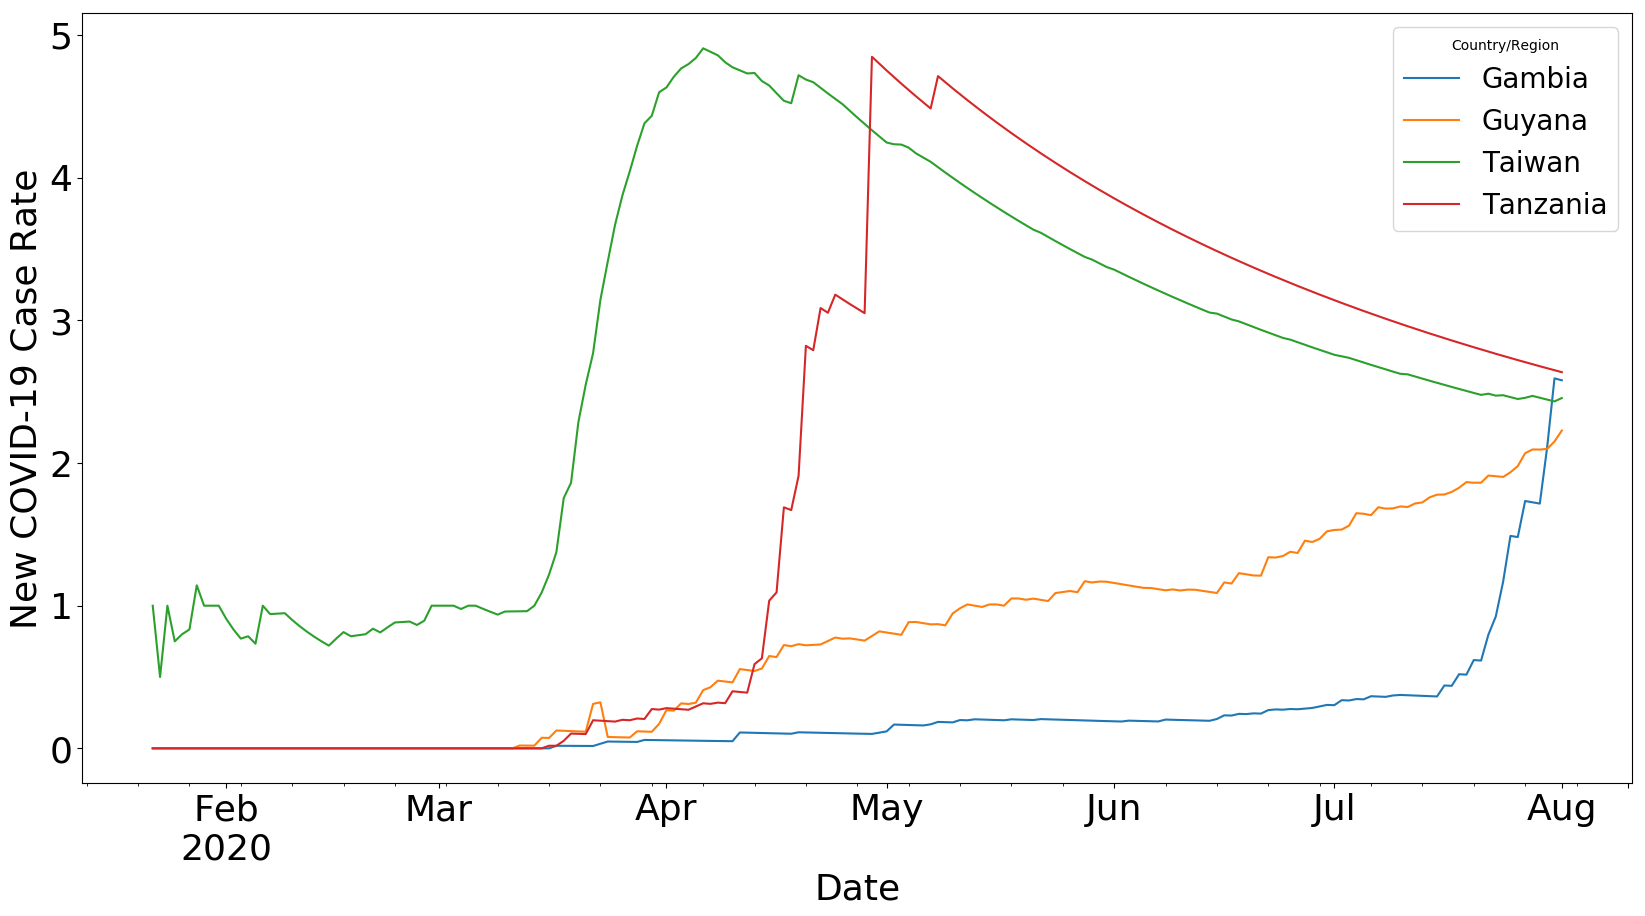 New COVID-19 Case Rate
5
4
3
2
1
0
Country/Region
Gambia
Guyana
Taiwan
Tanzania
Feb Mar Apr May Jun Jul Aug
2020
Date